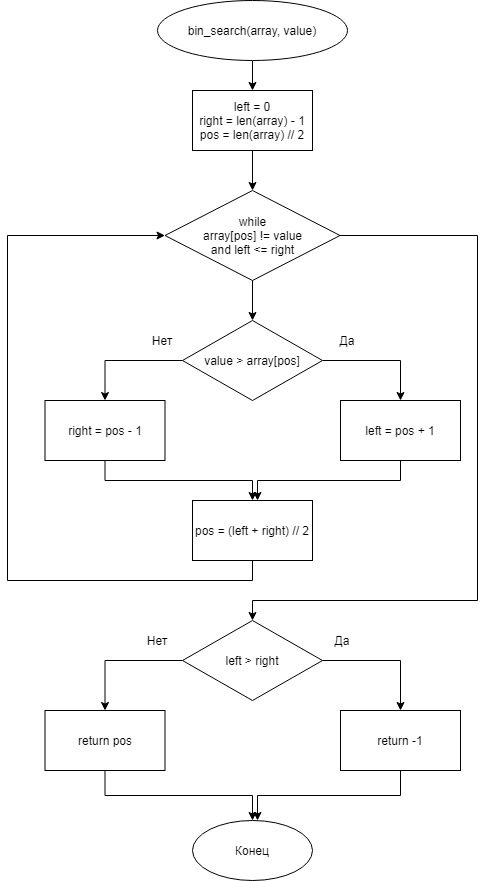 bin_search(array, value)
left = 0
right = len(array) - 1
pos = len(array) // 2
while
array[pos] != value
and left <= right
Нет
Да
value > array[pos]
right = pos - 1
left = pos + 1
pos = (left + right) // 2
Нет
Да
left > right
return pos
return -1
Конец